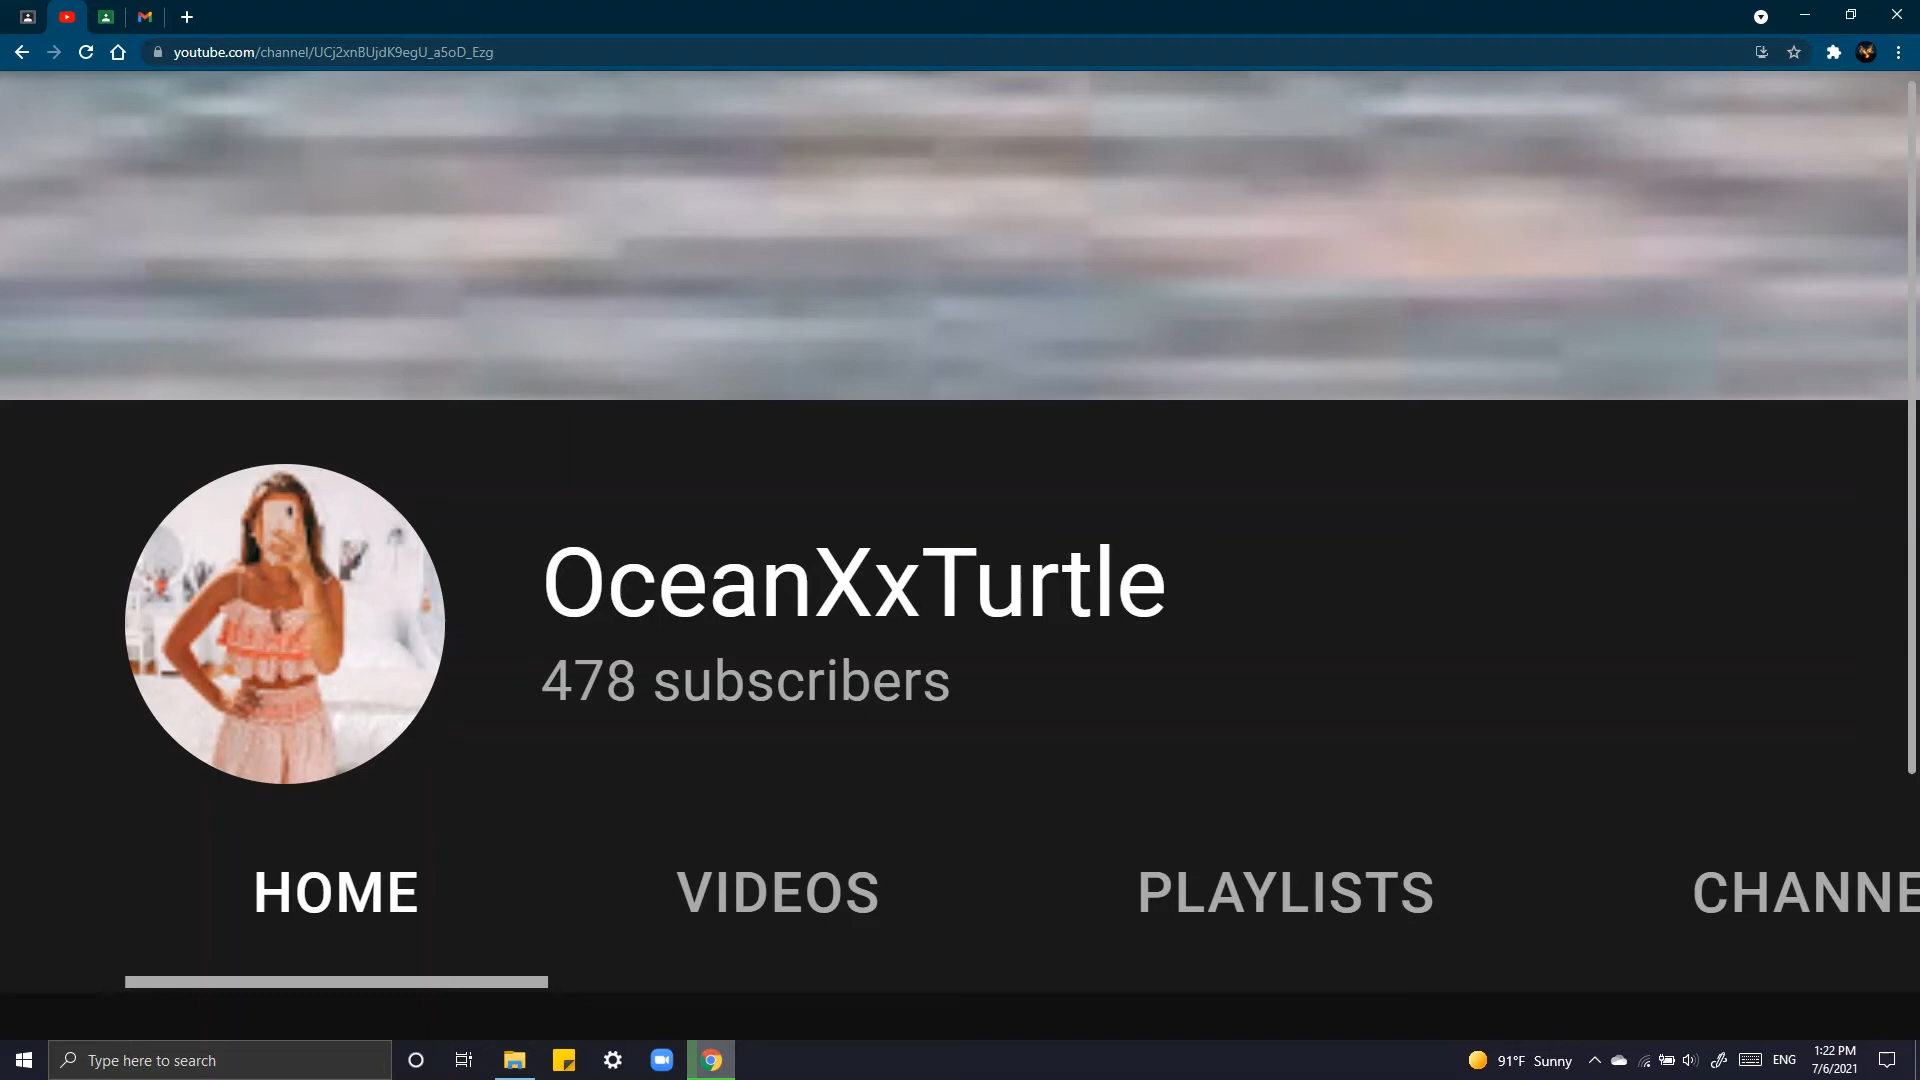 youtube.com/channel/UCj2xnBUjdK9egU_a5oD_Ezg
OceanXxTurtle
478 subscribers
HOME VIDEOS PLAYLISTS CHANNE
Type here to search 91°F Sunny ENG 1:22 PM
7/6/2021